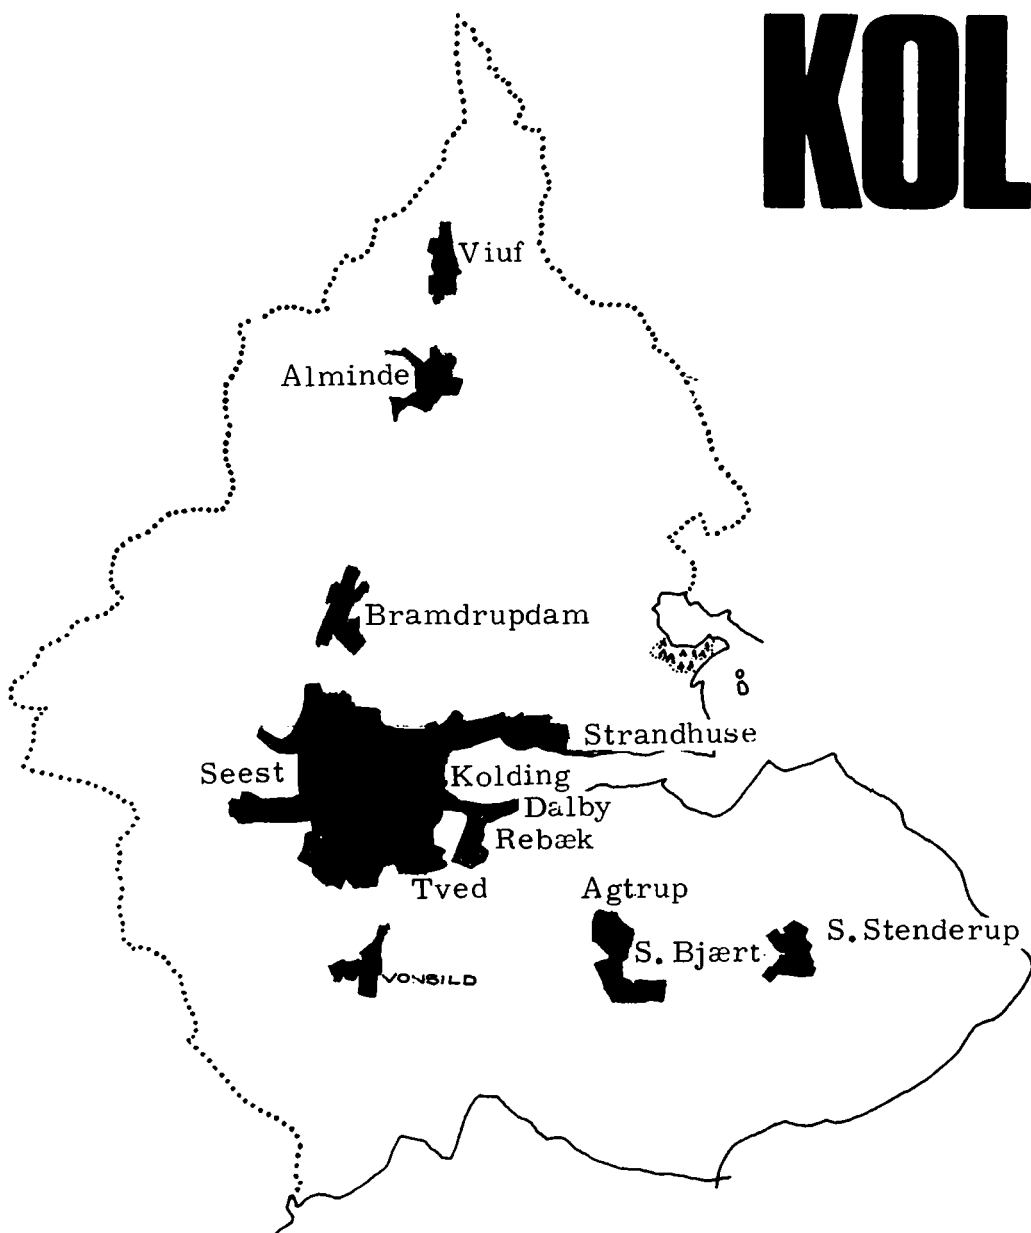 KOL
Viuf
Alminde
Bramdrupdam
Strandhuse
Seest
Kolding
Dalby
Rebæk
Tved
Agtrup
S. Stenderup
S. Bjært
VONSILD